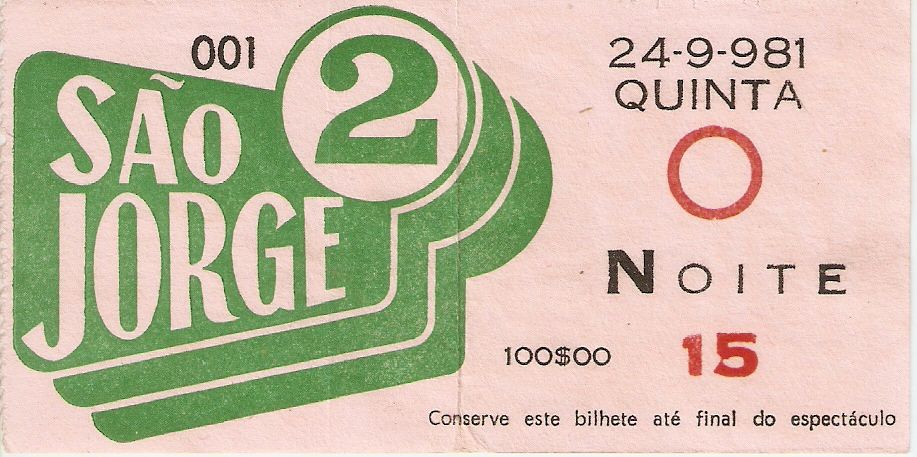 001
SÃO 2
JORGE
24-9-981
QUINTA
O
NOITE
100$00 15
Conserve este bilhete até final do espectáculo